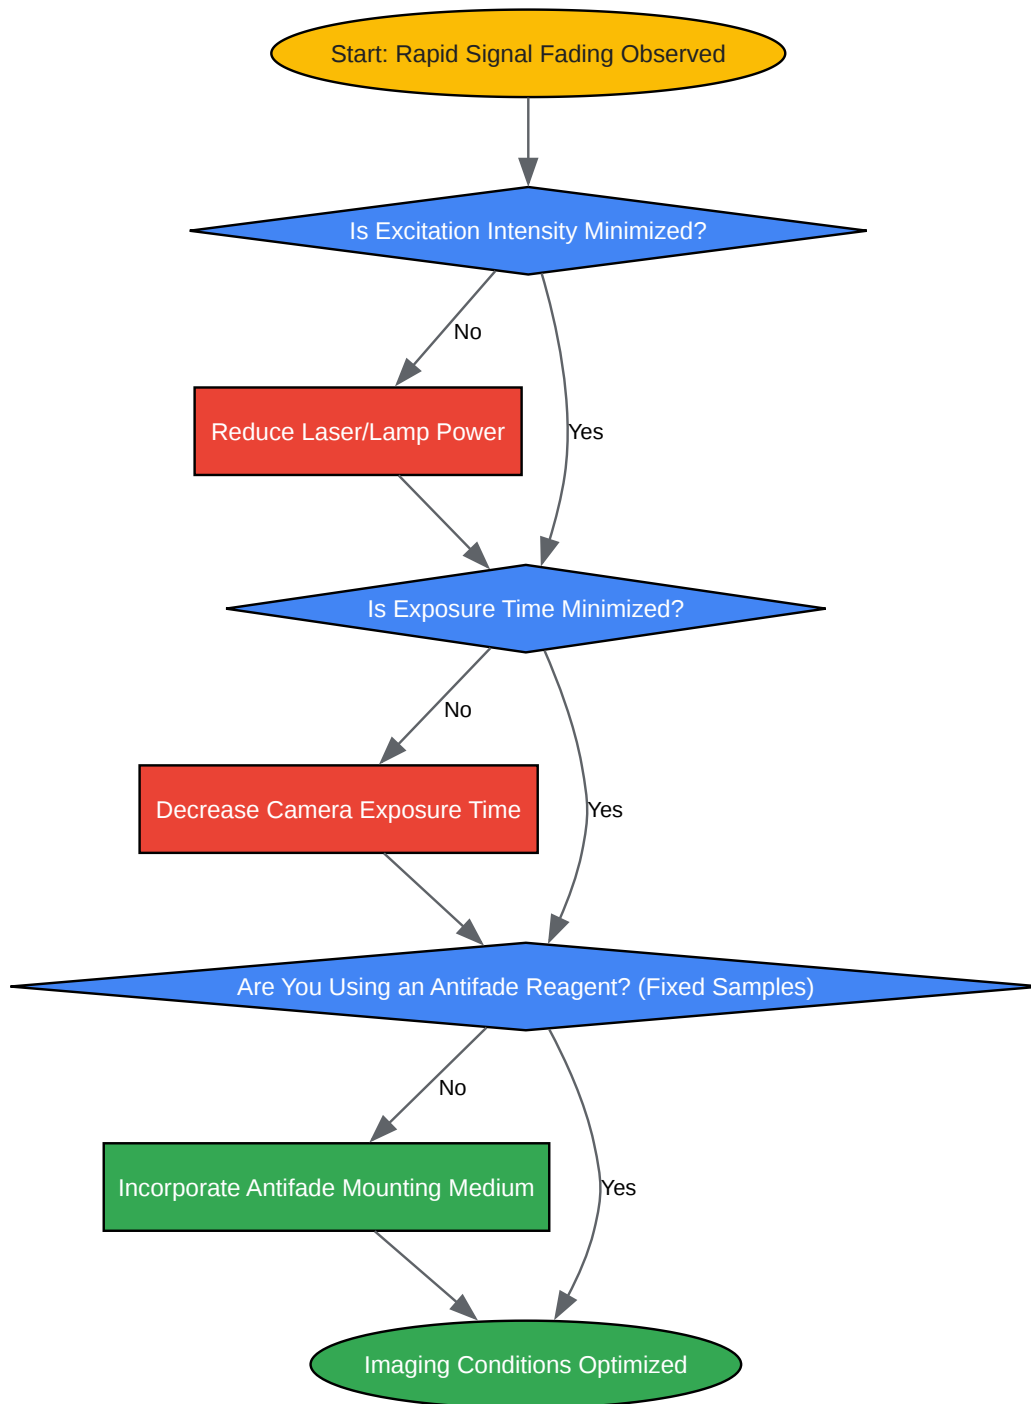 Start: Rapid Signal Fading Observed
Is Excitation Intensity Minimized?
No
Reduce Laser/Lamp Power
Yes
Is Exposure Time Minimized?
No
Decrease Camera Exposure Time
Yes
Are You Using an Antifade Reagent? (Fixed Samples)
No
Incorporate Antifade Mounting Medium
Yes
Imaging Conditions Optimized